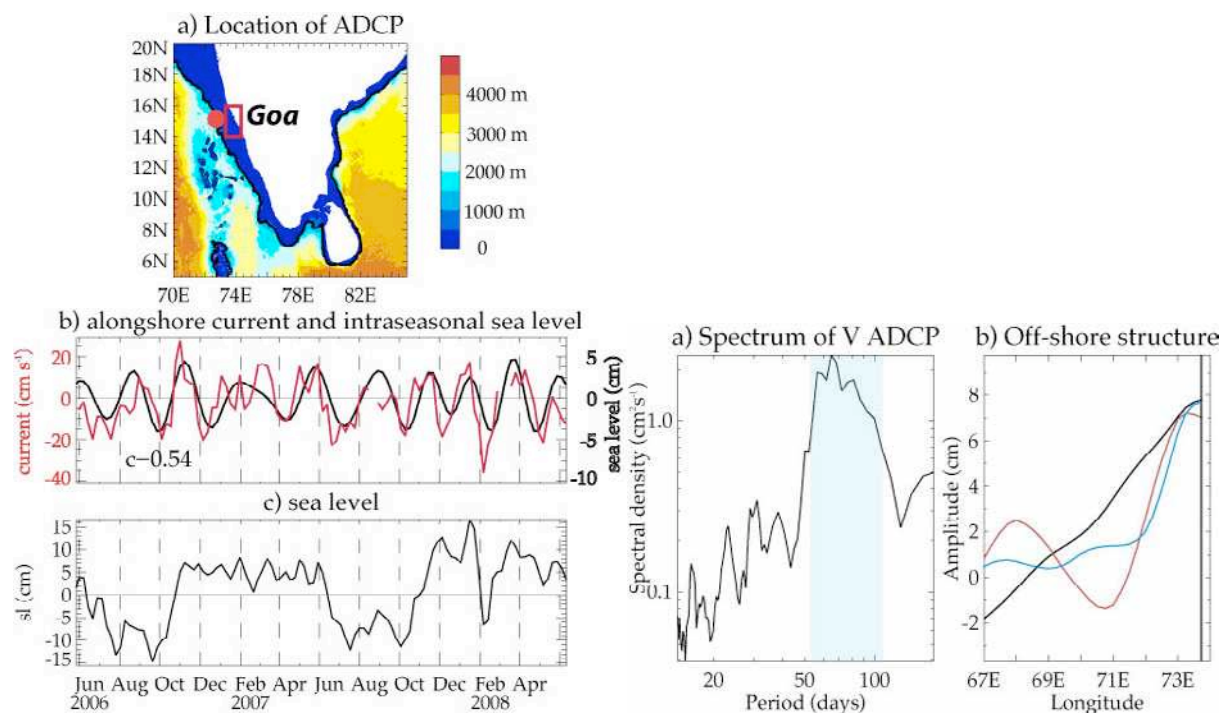 a) Location of ADCP
20N
18N
16N
14N
12N
10N
8N
6N
70E 74E 78E 82E
Goa
4000 m
3000 m
2000 m
1000 m
0
b) alongshore current and intraseasonal sea level
current (cm s⁻¹)
20
0
-20
-40
c=0.54
5
0
-5
-10
sea level (cm)
c) sea level
sl (cm)
15
10
5
0
-5
-10
-15
Jun Aug Oct Dec Feb Apr Jun Aug Oct Dec Feb Apr
2006 2007 2008
a) Spectrum of V ADCP
Spectral density (cm²s⁻¹)
1.0
0.1
20 50 100
Period (days)
b) Off-shore structure
Amplitude (cm)
8
6
4
2
0
-2
67E 69E 71E 73E
Longitude